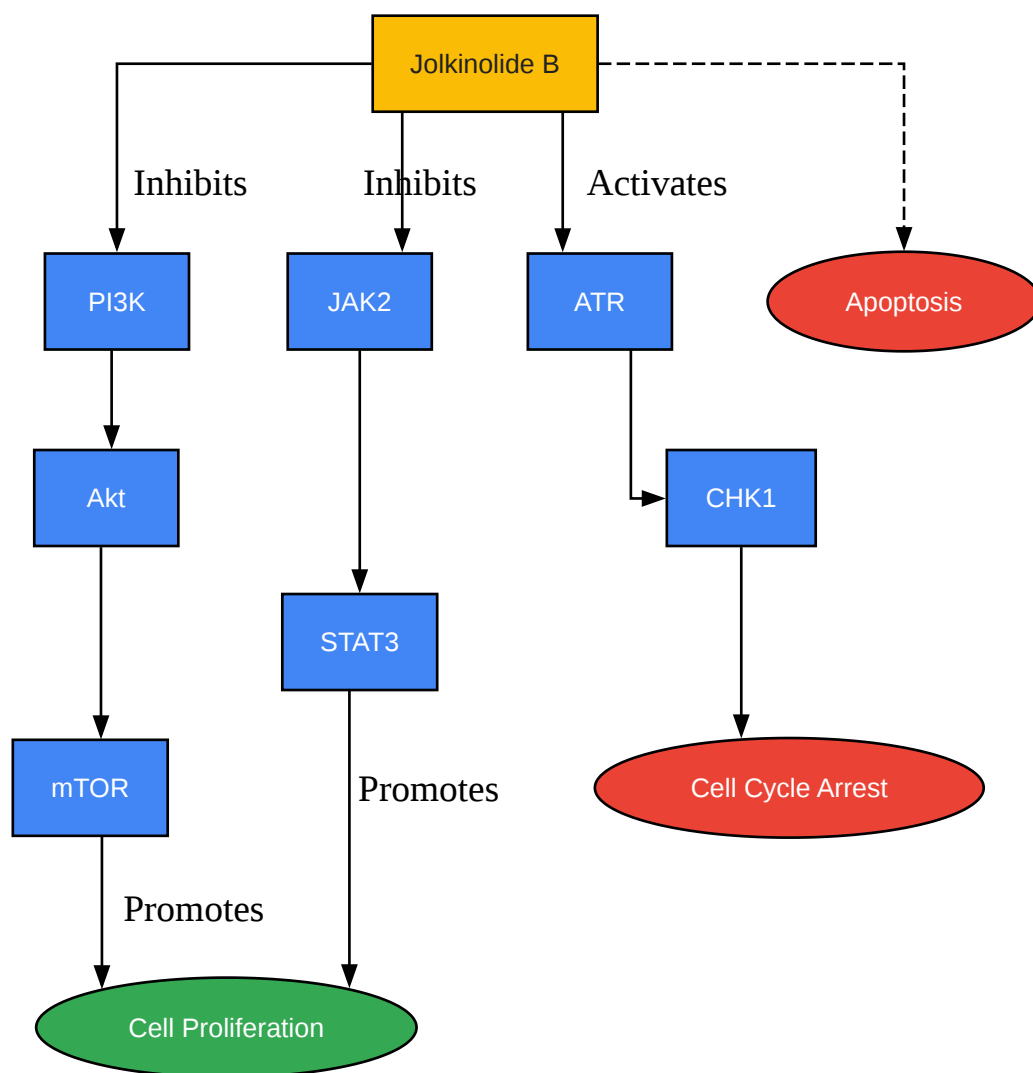 Jolkinolide B
Inhibits
Inhibits
Activates
PI3K
JAK2
ATR
Apoptosis
Akt
CHK1
STAT3
mTOR
Promotes
Cell Cycle Arrest
Promotes
Cell Proliferation